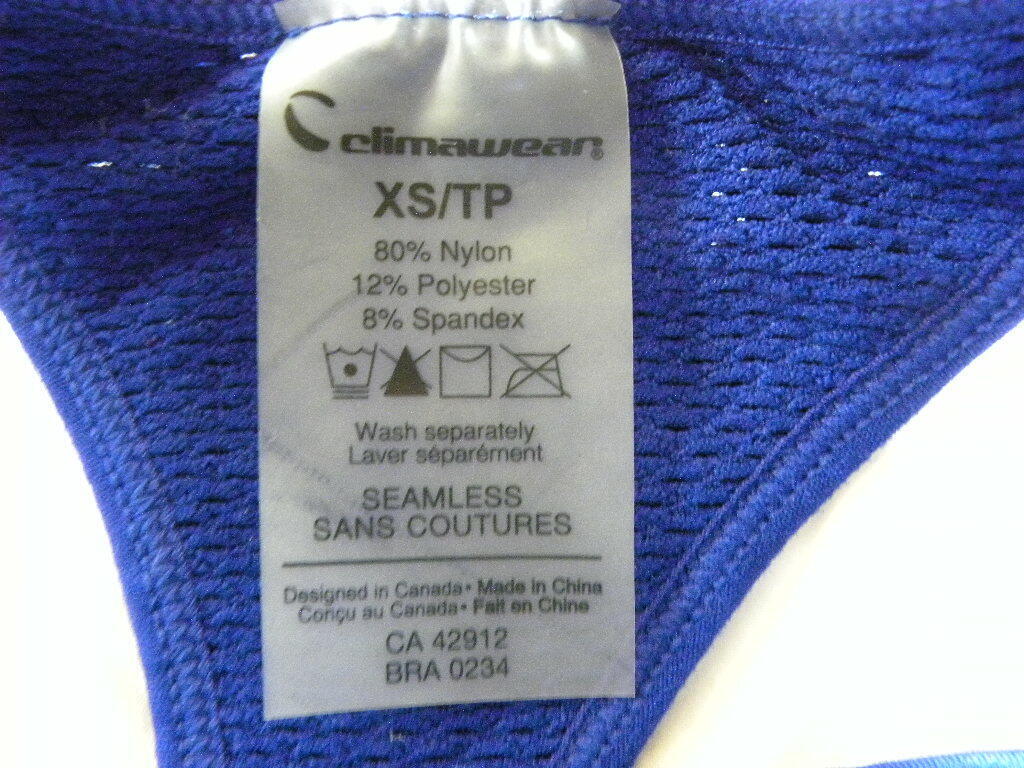 climawear®
XS/TP
80% Nylon
12% Polyester
8% Spandex
Wash separately
Laver séparément
SEAMLESS
SANS COUTURES
Designed in Canada • Made in China
Conçu au Canada • Fait en Chine
CA 42912
BRA 0234